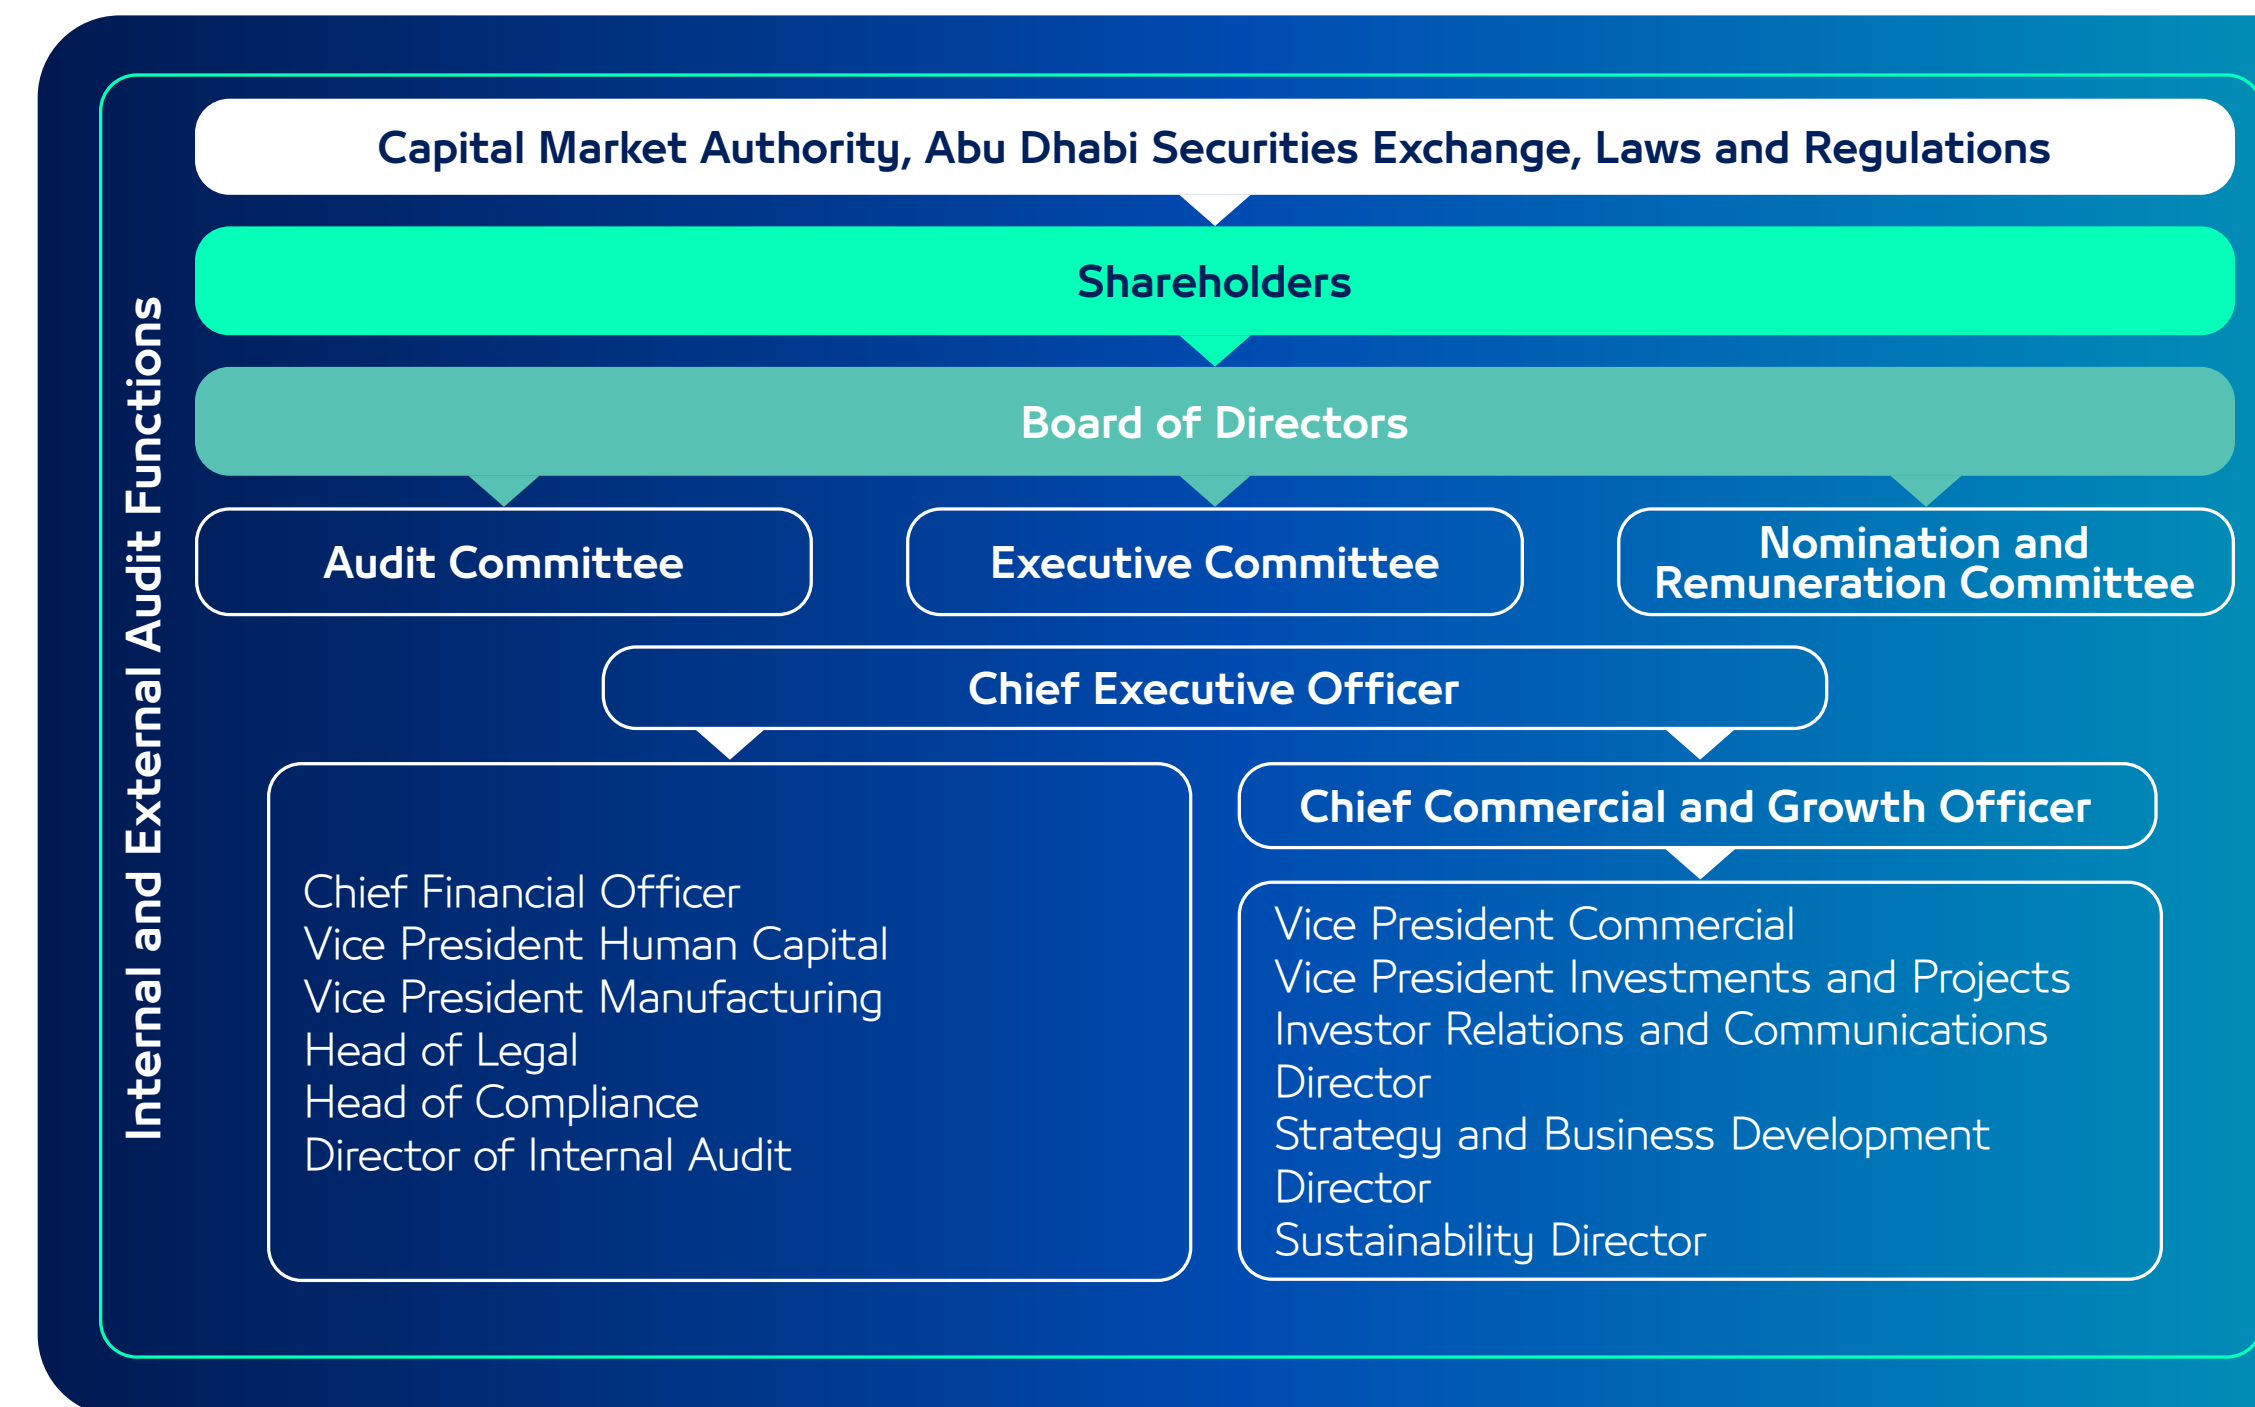 Internal and External Audit Functions
Capital Market Authority, Abu Dhabi Securities Exchange, Laws and Regulations
Shareholders
Board of Directors
Audit Committee
Executive Committee
Nomination and
Remuneration Committee
Chief Executive Officer
Chief Financial Officer
Vice President Human Capital
Vice President Manufacturing
Head of Legal
Head of Compliance
Director of Internal Audit
Chief Commercial and Growth Officer
Vice President Commercial
Vice President Investments and Projects
Investor Relations and Communications
Director
Strategy and Business Development
Director
Sustainability Director